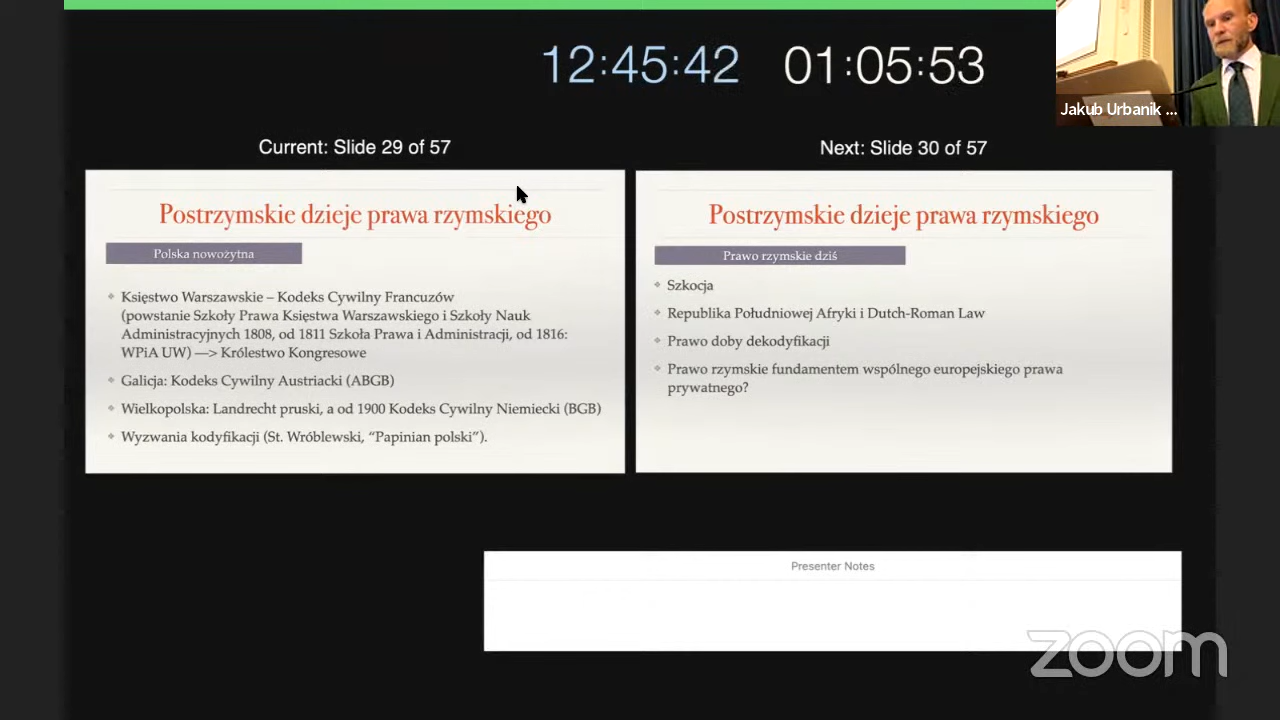 12:45:42 01:05:53
Jakub Urbanik ...
Current: Slide 29 of 57
Next: Slide 30 of 57
Postrzymskie dzieje prawa rzymskiego
Polska nowożytna
Księstwo Warszawskie – Kodeks Cywilny Francuzów
(powstanie Szkoły Prawa Księstwa Warszawskiego i Szkoły Nauk
Administracyjnych 1808, od 1811 Szkoła Prawa i Administracji, od 1816:
WPiA UW) —> Królestwo Kongresowe
Galicja: Kodeks Cywilny Austriacki (ABGB)
Wielkopolska: Landrecht pruski, a od 1900 Kodeks Cywilny Niemiecki (BGB)
Wyzwania kodyfikacji (St. Wróblewski, “Papinian polski”).
Postrzymskie dzieje prawa rzymskiego
Prawo rzymskie dziś
Szkocja
Republika Południowej Afryki i Dutch-Roman Law
Prawo doby dekodyfikacji
Prawo rzymskie fundamentem wspólnego europejskiego prawa
prywatnego?
Presenter Notes
zoom